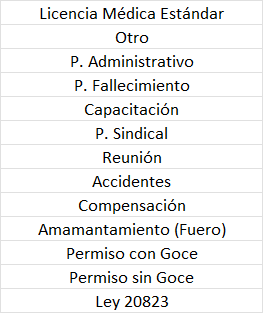 Licencia Médica Estándar
Otro
P. Administrativo
P. Fallecimiento
Capacitación
P. Sindical
Reunión
Accidentes
Compensación
Amamantamiento (Fuero)
Permiso con Goce
Permiso sin Goce
Ley 20823